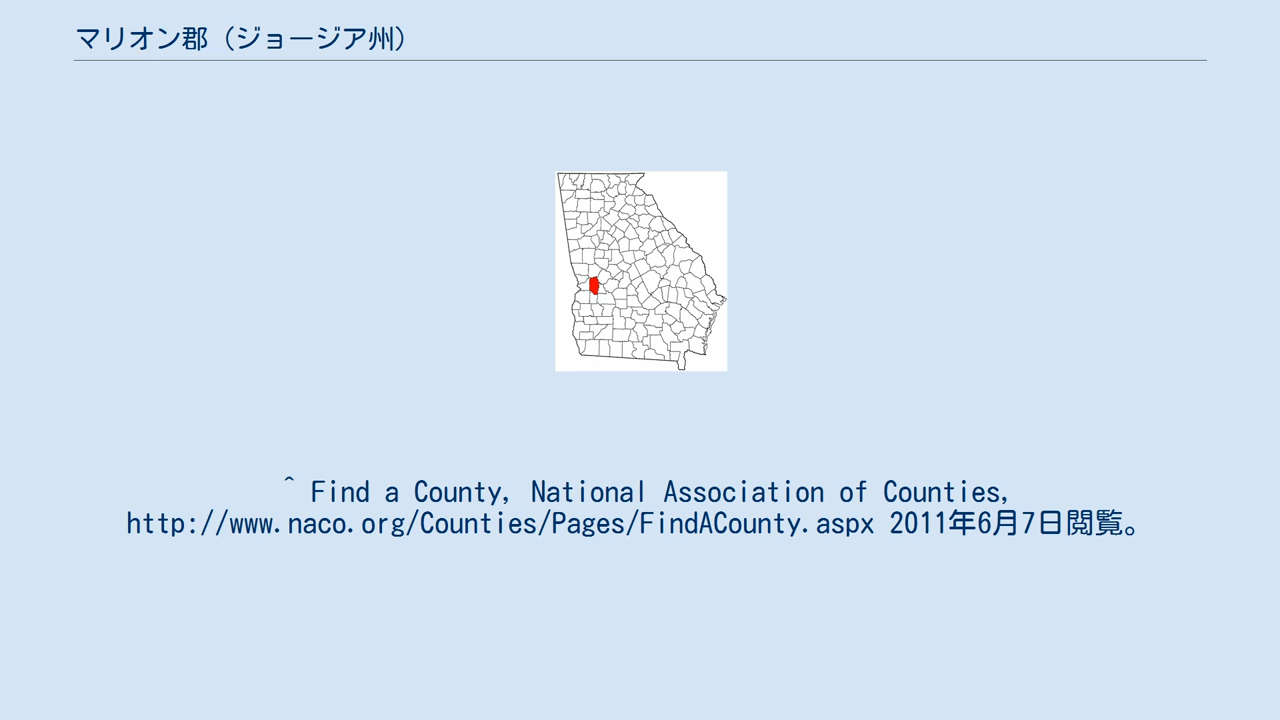 マリオン郡（ジョージア州）
^ Find a County, National Association of Counties,
http://www.naco.org/Counties/Pages/FindACounty.aspx 2011年6月7日閲覧。